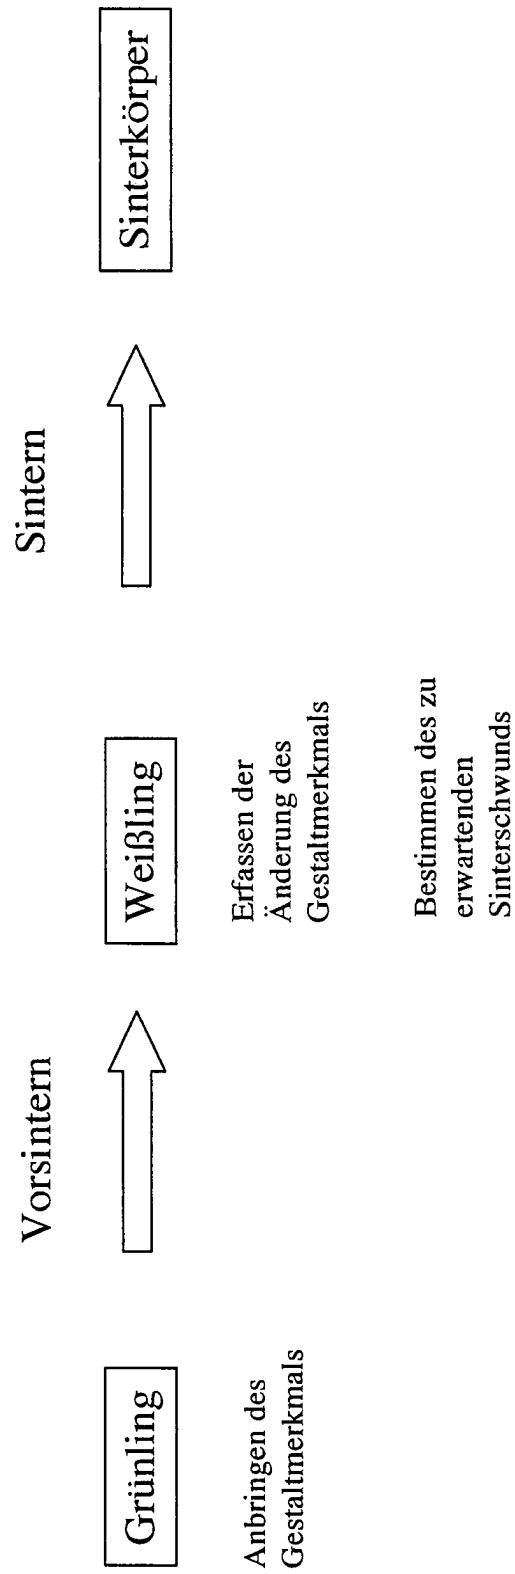 Vorsintern
Sintern
Grünling
Weißling
Sinterkörper
Anbringen des
Gestaltmerkmals
Erfassen der
Änderung des
Gestaltmerkmals
Bestimmen des zu
erwartenden
Sinterschwunds